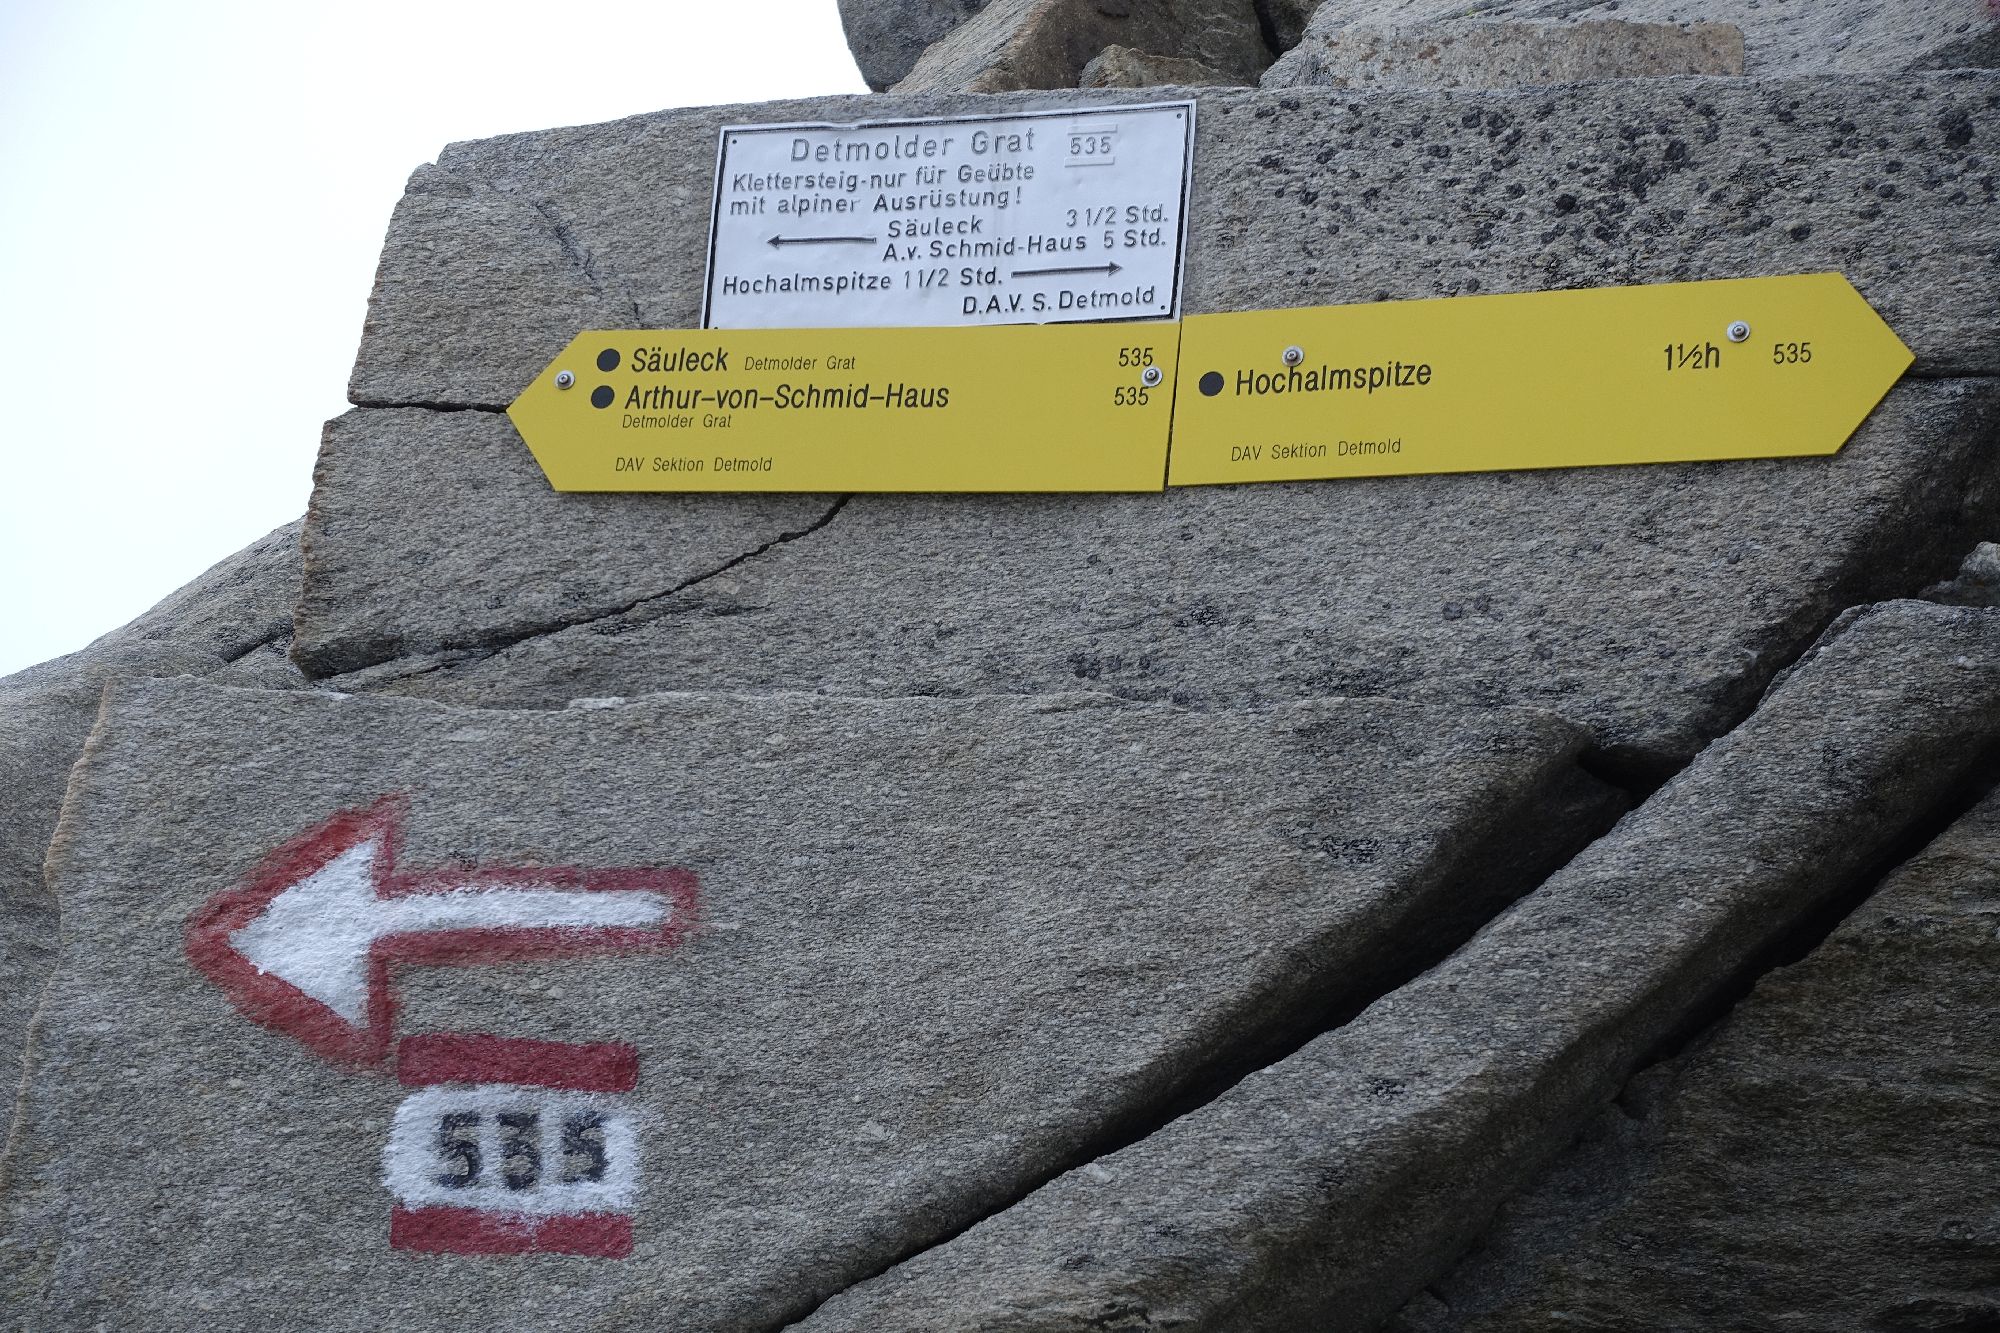 Detmolder Grat 535
Klettersteig-nur für Geübte
mit alpiner Ausrüstung!
Säuleck 3 1/2 Std.
A.v. Schmid-Haus 5 Std.
Hochalmspitze 1 1/2 Std.
D.A.V. S. Detmold
Säuleck Detmolder Grat 535
Arthur-von-Schmid-Haus 535
Detmolder Grat
DAV Sektion Detmold
Hochalmspitze 1½h 535
DAV Sektion Detmold
535